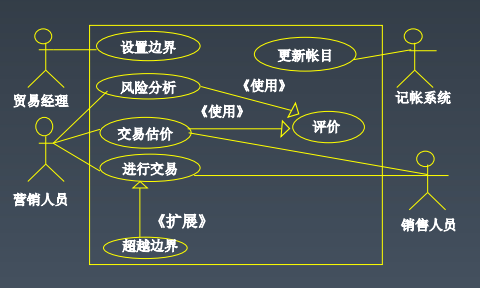 设置边界
更新帐目
贸易经理
风险分析
《使用》
记帐系统
《使用》
交易估价
评价
进行交易
营销人员
《扩展》
销售人员
超越边界